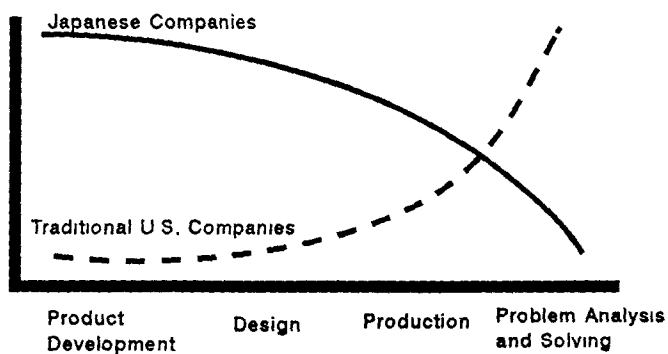 Japanese Companies
Traditional U S. Companies
Product
Development
Design
Production
Problem Analysis
and Solving